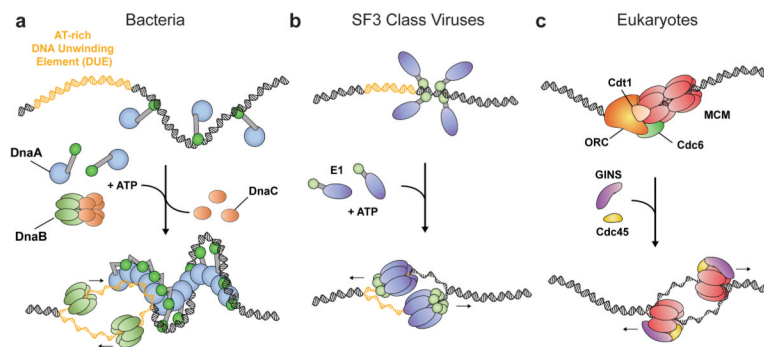 a
Bacteria
AT-rich
DNA Unwinding
Element (DUE)
DnaA
+ ATP
DnaC
DnaB
b
SF3 Class Viruses
E1
+ ATP
c
Eukaryotes
Cdt1
MCM
ORC
Cdc6
GINS
Cdc45